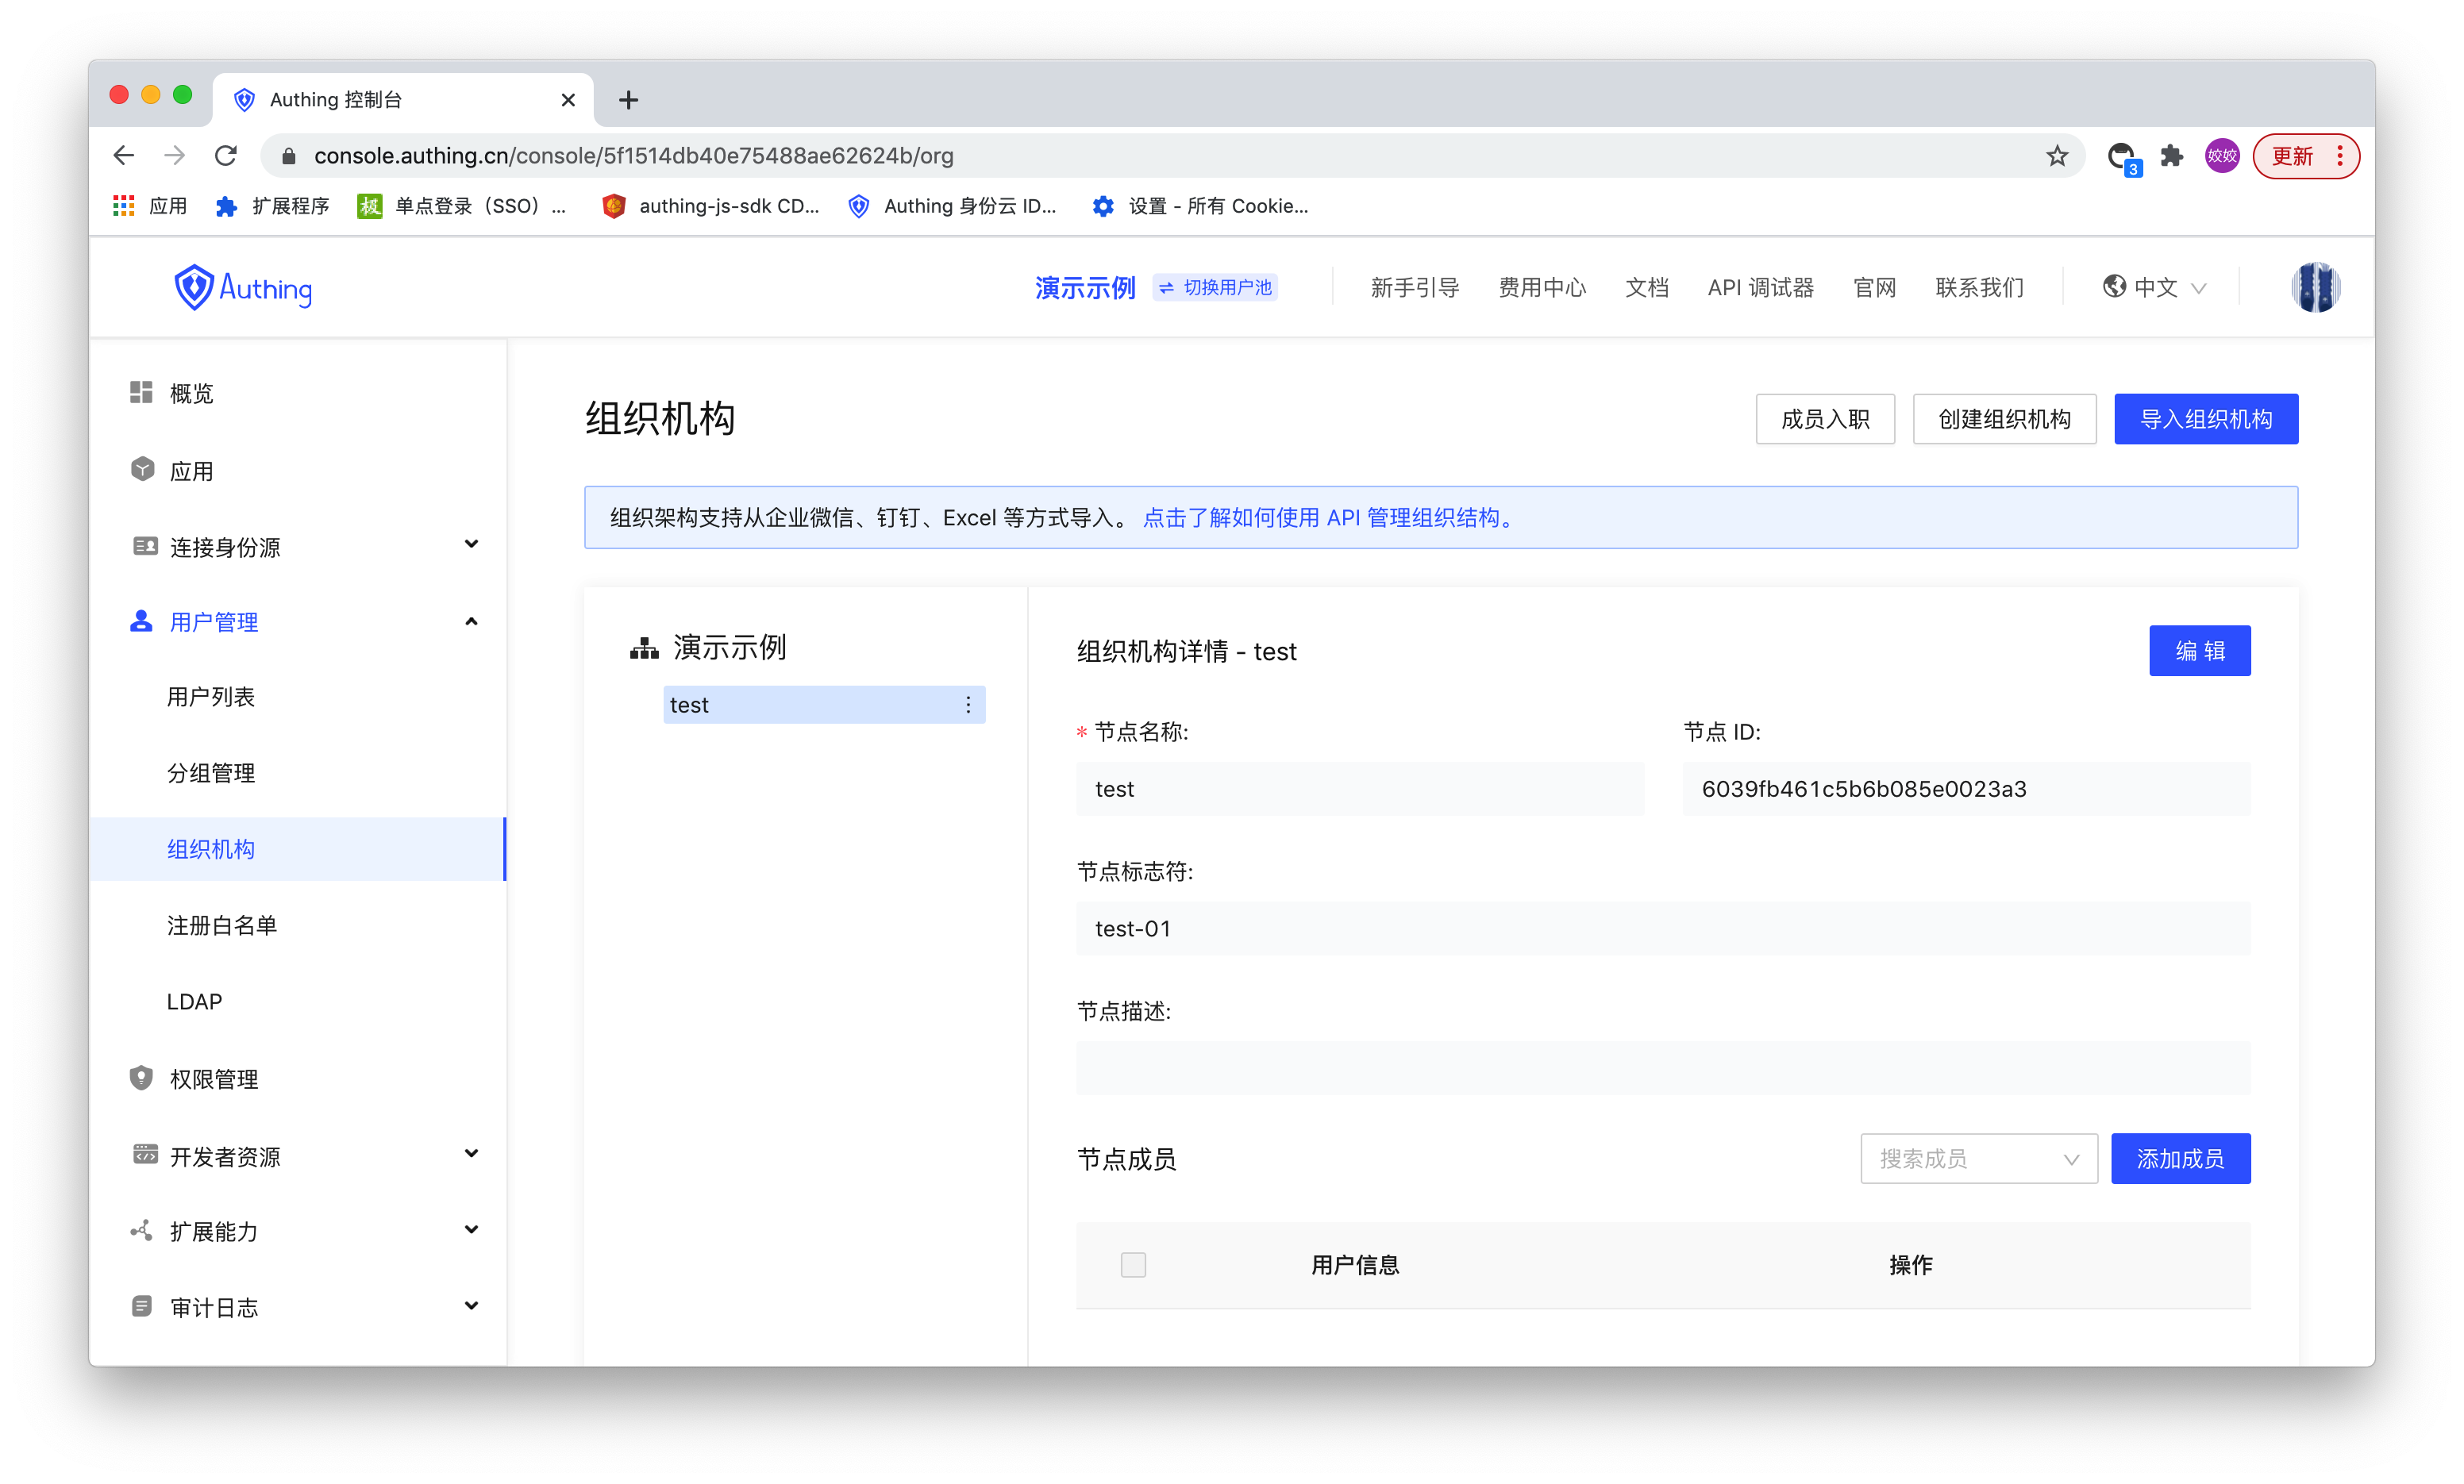 Authing 控制台
console.authing.cn/console/5f1514db40e75488ae62624b/org
3
姣姣
更新
应用
扩展程序
极
单点登录（SSO）...
authing-js-sdk CD...
Authing 身份云 ID...
设置 - 所有 Cookie...
Authing
演示示例
切换用户池
新手引导
费用中心
文档
API 调试器
官网
联系我们
中文
概览
应用
连接身份源
用户管理
用户列表
分组管理
组织机构
注册白名单
LDAP
权限管理
开发者资源
扩展能力
审计日志
组织机构
成员入职
创建组织机构
导入组织机构
组织架构支持从企业微信、钉钉、Excel 等方式导入。 点击了解如何使用 API 管理组织结构。
演示示例
test
组织机构详情 - test
编 辑
* 节点名称:
节点 ID:
test
6039fb461c5b6b085e0023a3
节点标志符:
test-01
节点描述:
节点成员
搜索成员
添加成员
用户信息
操作